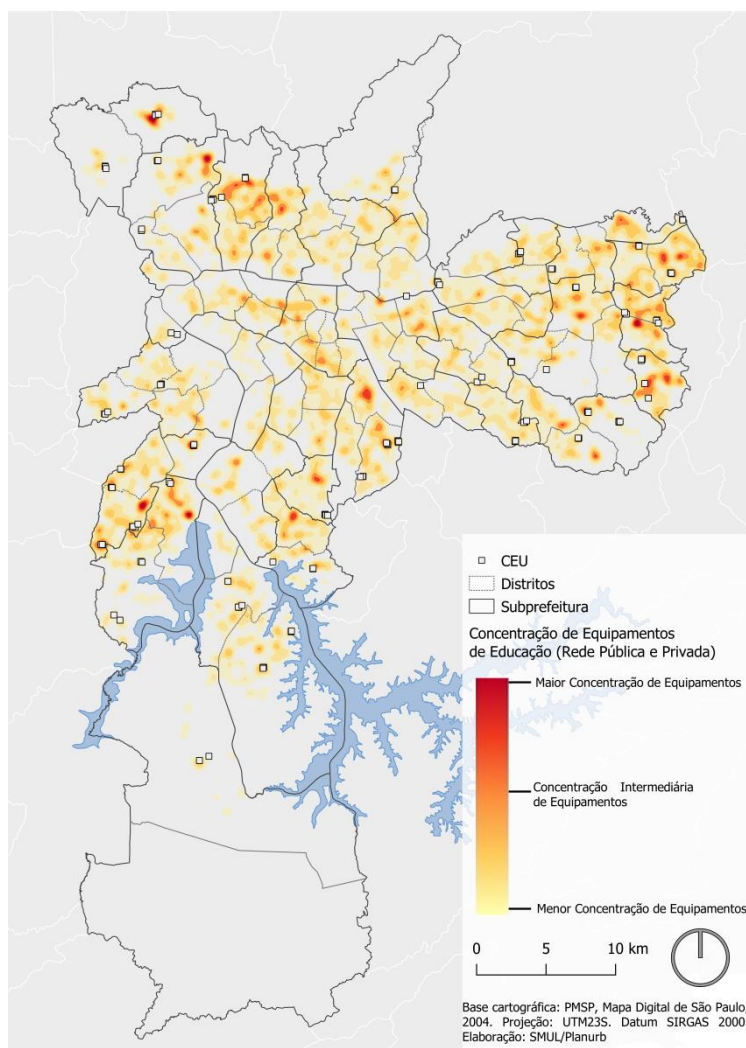 CEU
Distritos
Subprefeitura
Concentração de Equipamentos
de Educação (Rede Pública e Privada)
Maior Concentração de Equipamentos
Concentração Intermediária
de Equipamentos
Menor Concentração de Equipamentos
0 5 10 km
Base cartográfica: PMSP, Mapa Digital de São Paulo,
2004. Projeção: UTM23S. Datum SIRGAS 2000
Elaboração: SMUL/Planurb